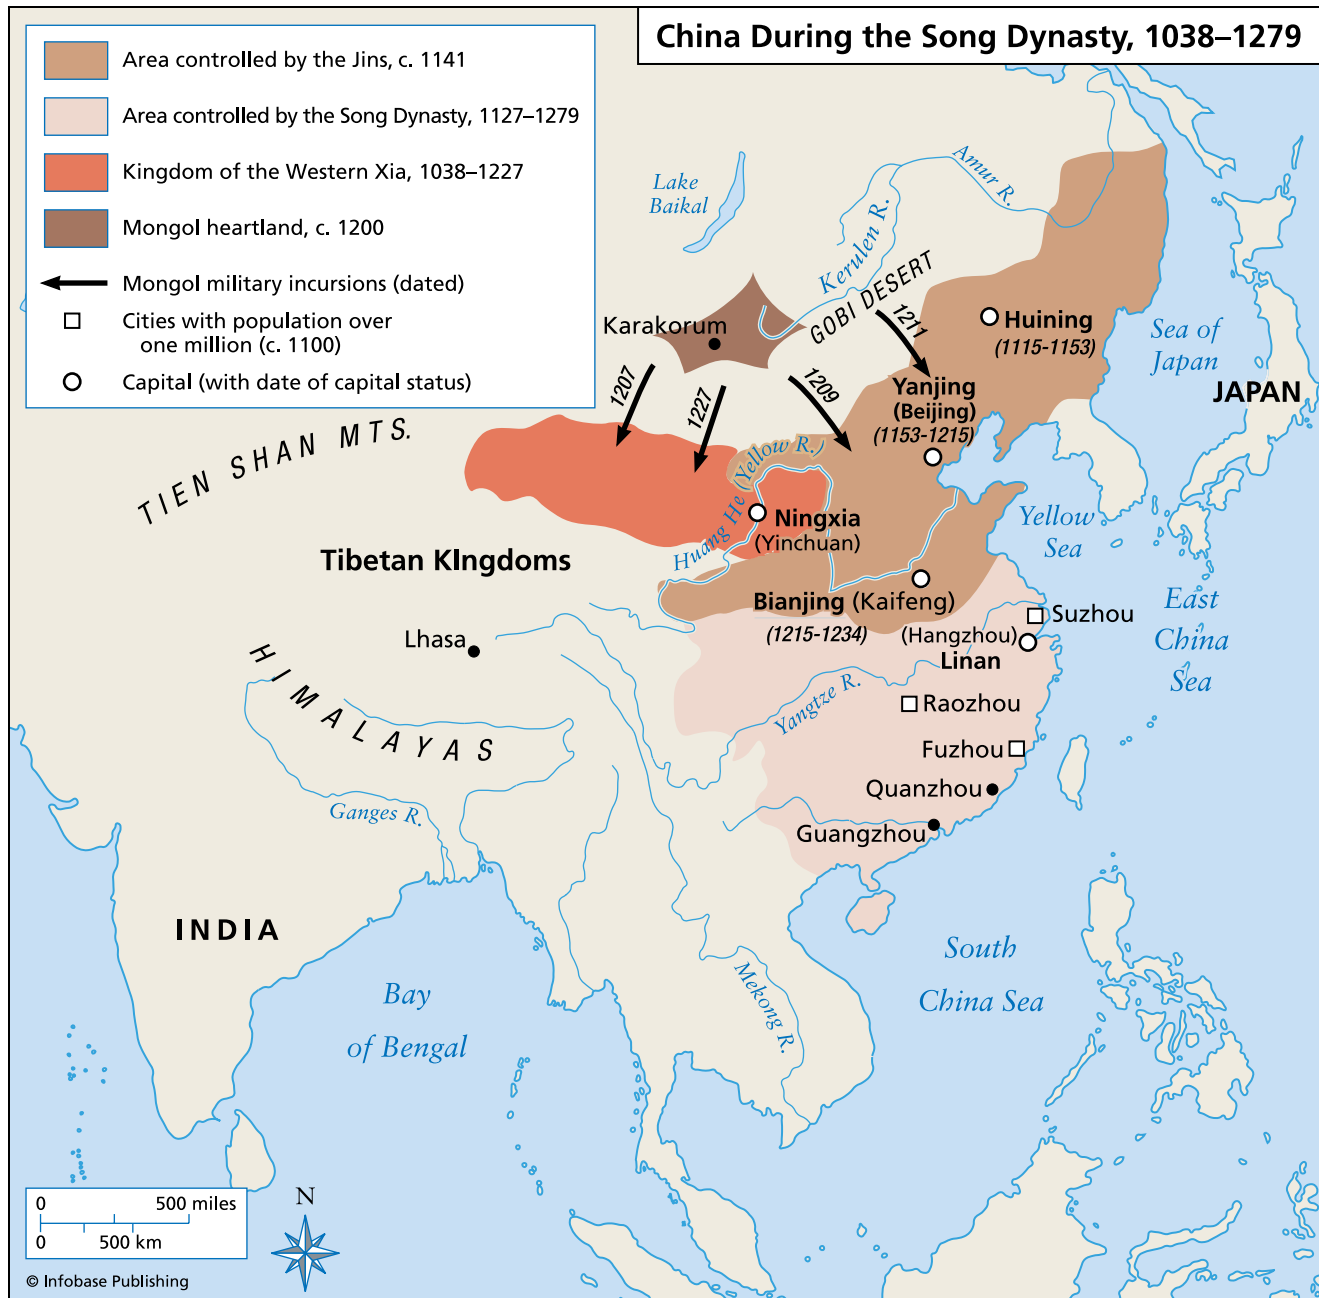 China During the Song Dynasty, 1038–1279
Area controlled by the Jins, c. 1141
Area controlled by the Song Dynasty, 1127–1279
Kingdom of the Western Xia, 1038–1227
Mongol heartland, c. 1200
Mongol military incursions (dated)
Cities with population over
one million (c. 1100)
Capital (with date of capital status)
Lake
Baikal
Amur R.
Kerulen R.
GOBI DESERT
Karakorum
1211
Huining
(1115-1153)
Sea of
Japan
JAPAN
1207
1227
1209
Yanjing
(Beijing)
(1153-1215)
TIEN SHAN MTS.
Huang He (Yellow R.)
Ningxia
(Yinchuan)
Yellow
Sea
Tibetan KIngdoms
Bianjing (Kaifeng)
(1215-1234)
East
China
Sea
Suzhou
(Hangzhou)
Linan
Lhasa
HIMALAYAS
Yangtze R.
Raozhou
Fuzhou
Quanzhou
Guangzhou
Ganges R.
INDIA
Bay
of Bengal
Mekong R.
South
China Sea
0 500 miles
0 500 km
N
© Infobase Publishing